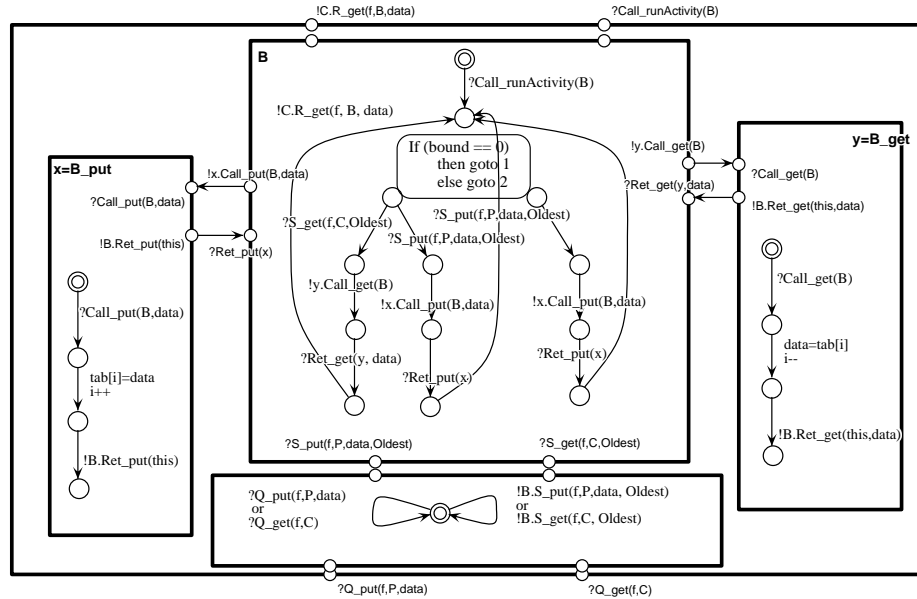 !C.R_get(f,B,data)
?Call_runActivity(B)
B
?Call_runActivity(B)
!C.R_get(f, B, data)
If (bound == 0)
then goto 1
else goto 2
x=B_put
!x.Call_put(B,data)
?Call_put(B,data)
!B.Ret_put(this)
?Ret_put(x)
?Call_put(B,data)
tab[i]=data
i++
!B.Ret_put(this)
?S_get(f,C,Oldest)
?S_put(f,P,data,Oldest)
?S_put(f,P,data,Oldest)
!y.Call_get(B)
!x.Call_put(B,data)
!x.Call_put(B,data)
?Ret_get(y, data)
?Ret_put(x)
?Ret_put(x)
y=B_get
!y.Call_get(B)
?Call_get(B)
?Ret_get(y,data)
!B.Ret_get(this,data)
?Call_get(B)
data=tab[i]
i--
!B.Ret_get(this,data)
?S_put(f,P,data,Oldest)
?S_get(f,C,Oldest)
?Q_put(f,P,data)
or
?Q_get(f,C)
!B.S_put(f,P,data, Oldest)
or
!B.S_get(f,C, Oldest)
?Q_put(f,P,data)
?Q_get(f,C)